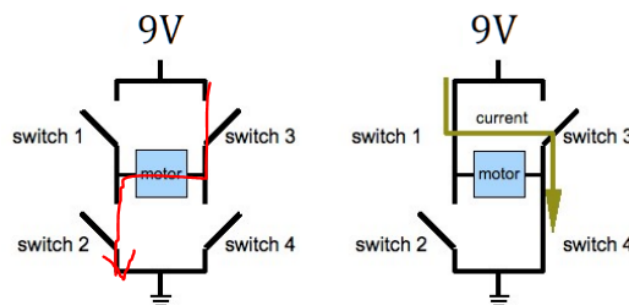 9V
switch 1
switch 3
motor
switch 2
switch 4
9V
current
switch 1
switch 3
motor
switch 2
switch 4